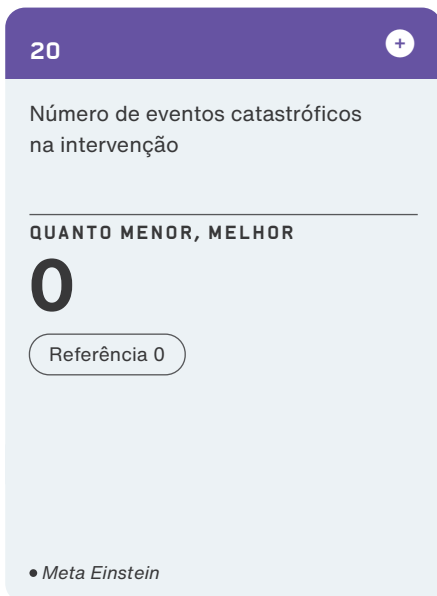 20
+
Número de eventos catastróficos
na intervenção
QUANTO MENOR, MELHOR
0
Referência 0
• Meta Einstein